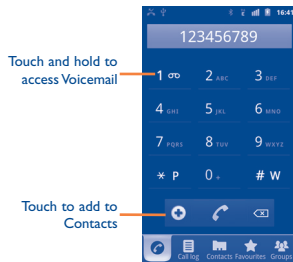 16:41
123456789
Touch and hold to
access Voicemail
1 2 ABC 3 DEF
4 GHI 5 JKL 6 MNO
7 PQRS 8 TUV 9 WXYZ
* P 0 + # W
Touch to add to
Contacts
Call log Contacts Favourites Groups